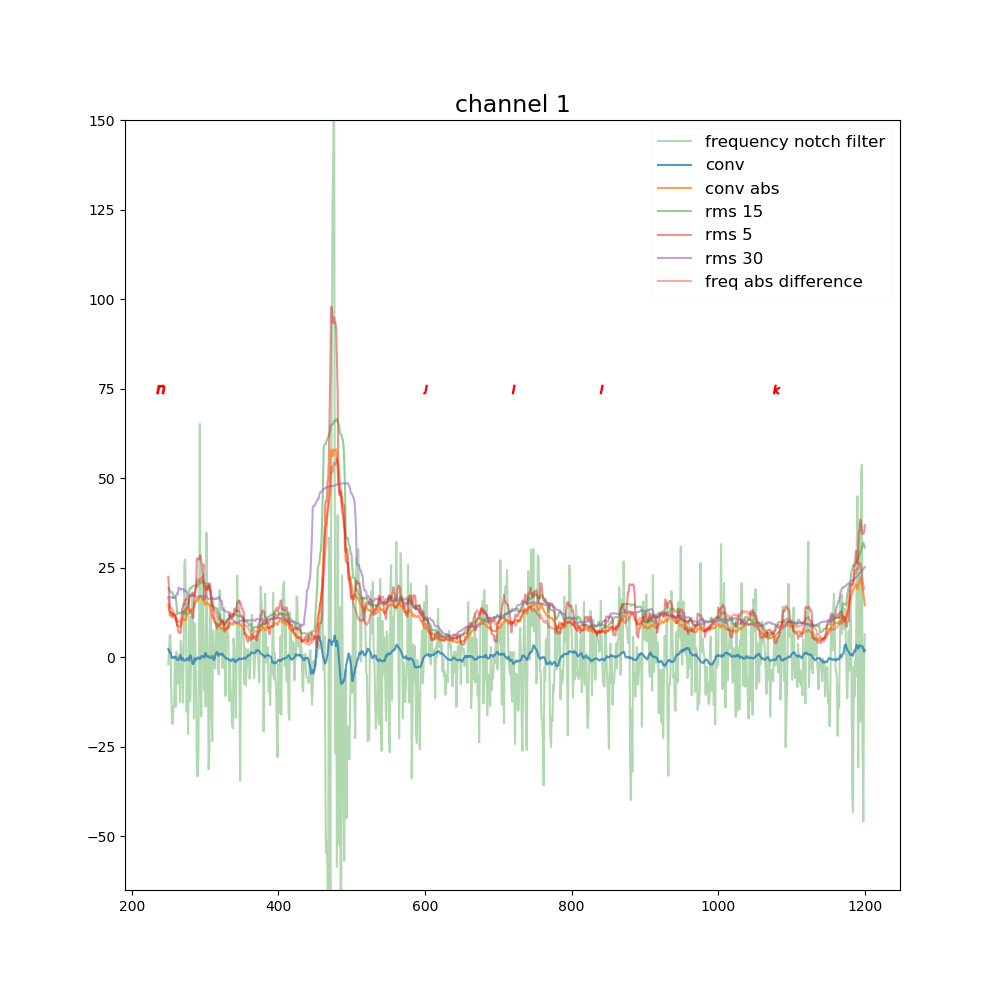 channel 1
150
125
100
75
50
25
0
−25
−50
frequency notch filter
conv
conv abs
rms 15
rms 5
rms 30
freq abs difference
n J I I k
200 400 600 800 1000 1200